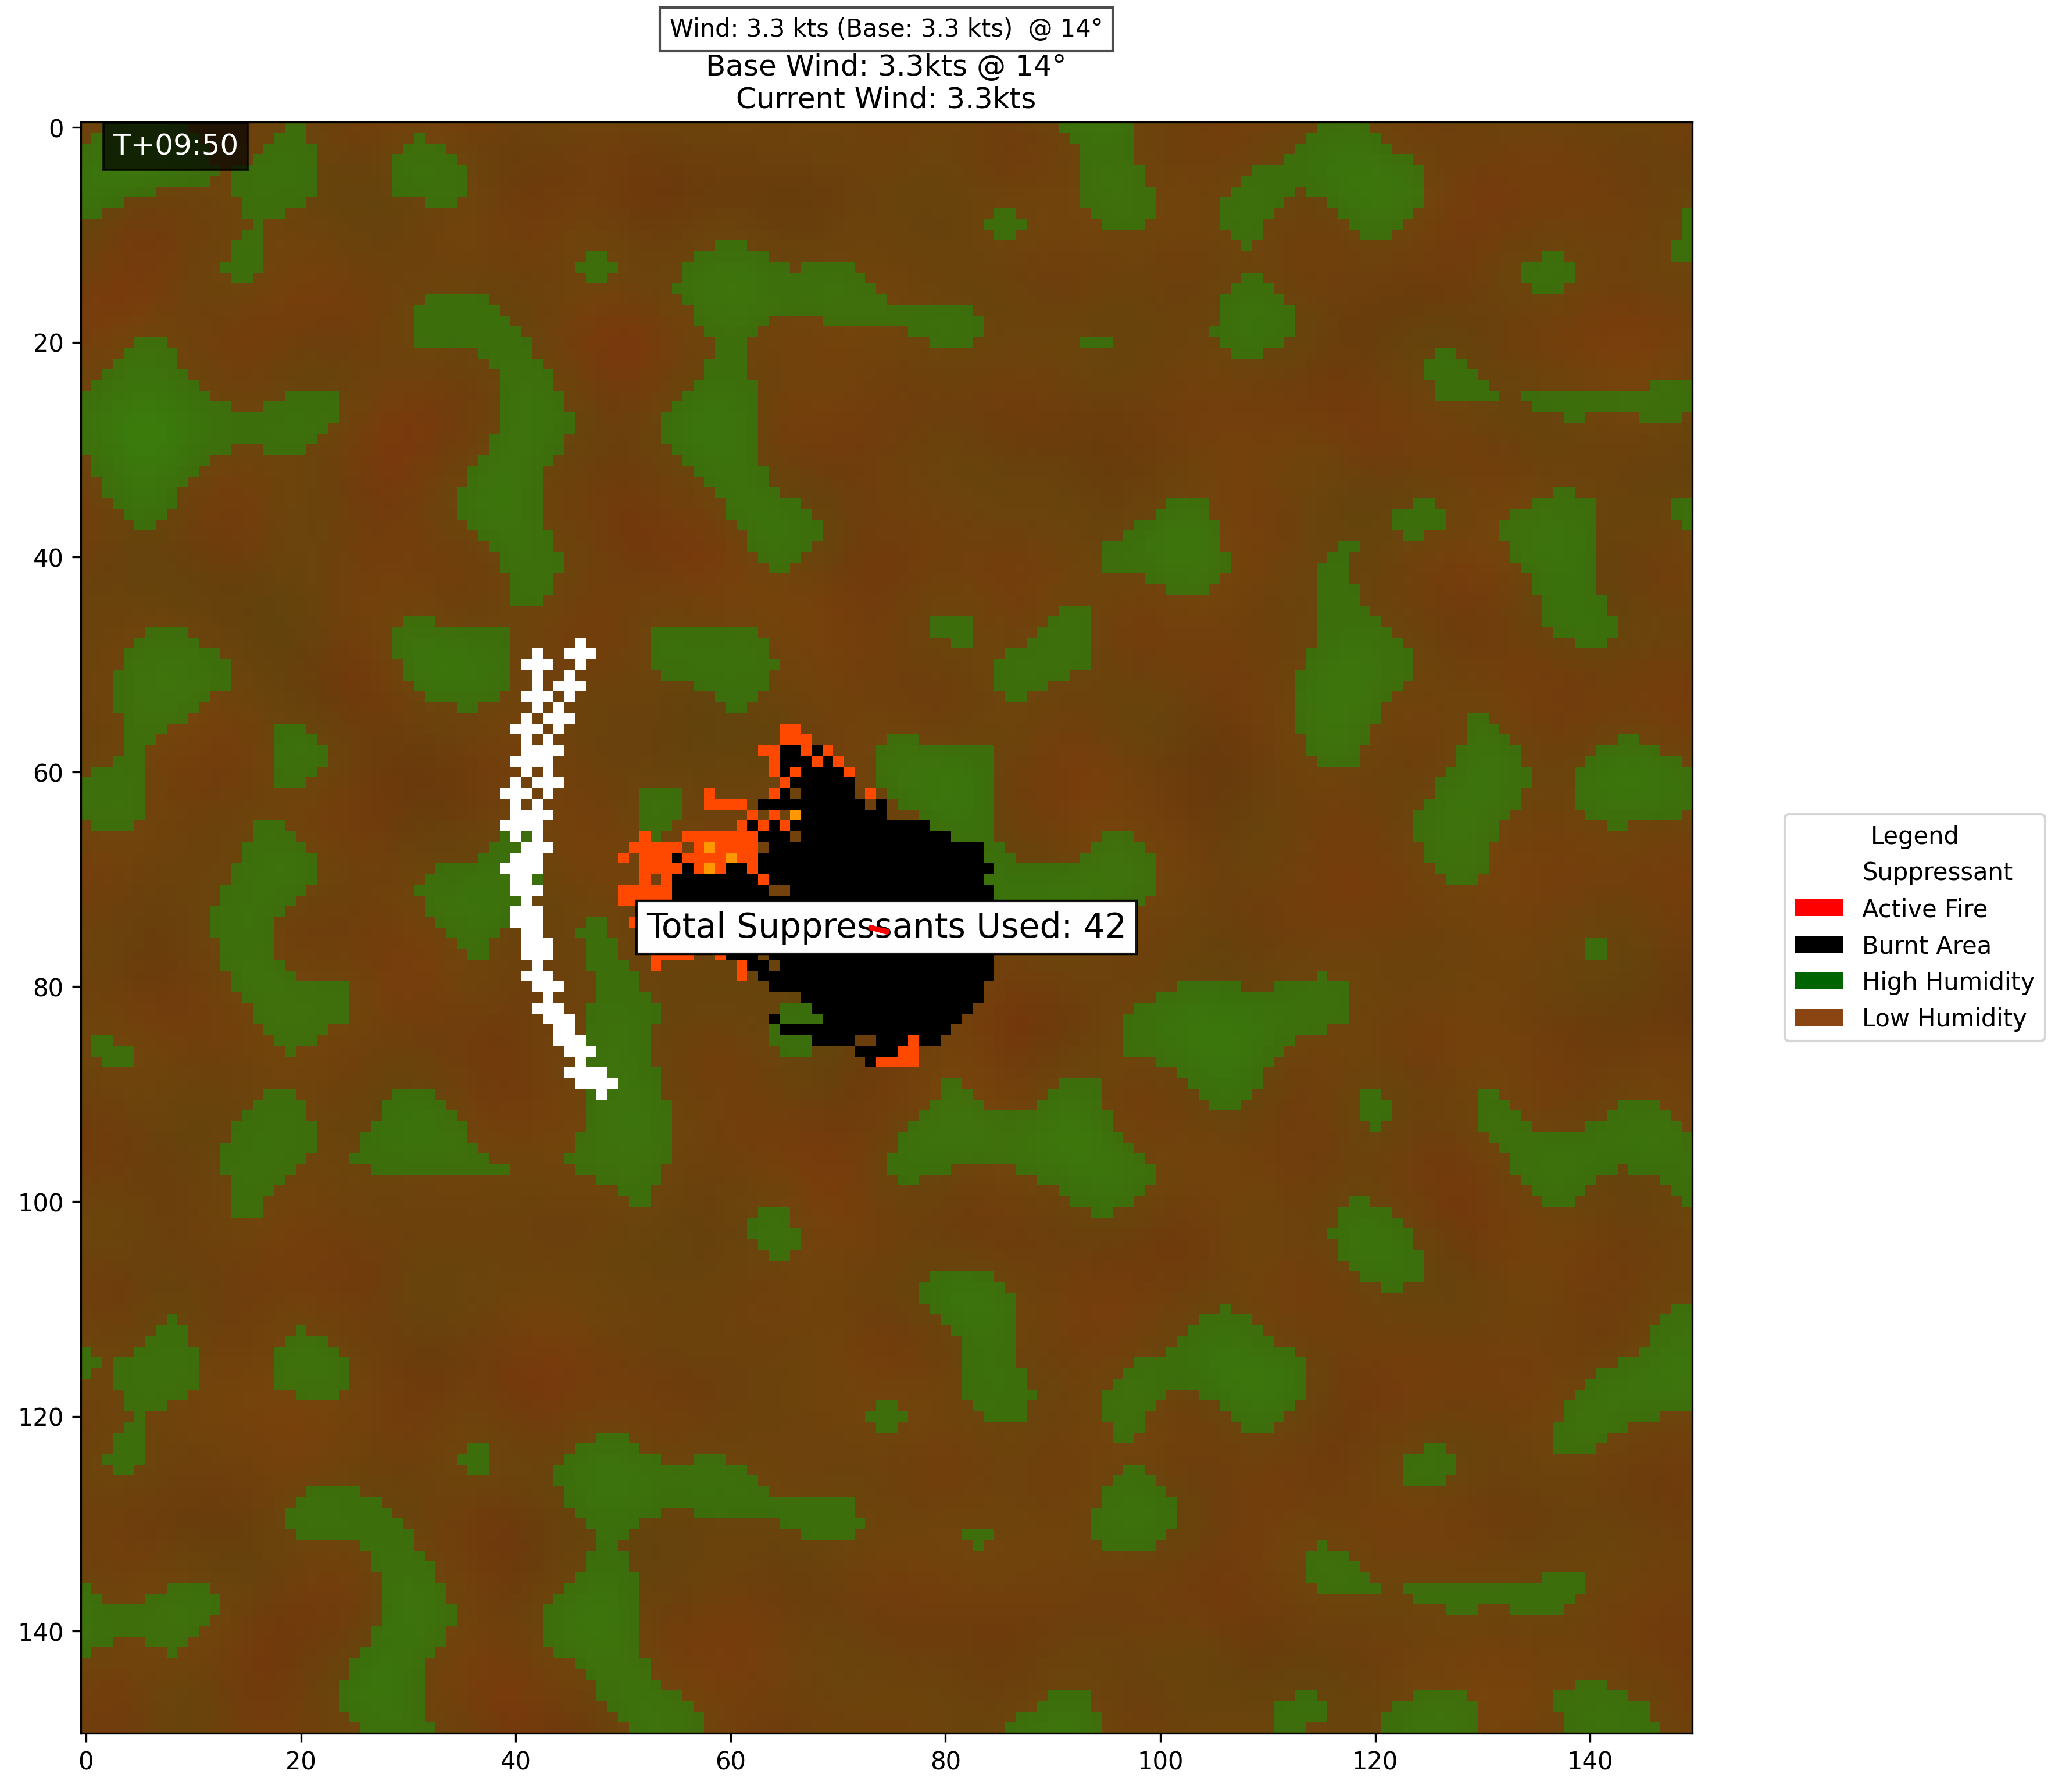 Wind: 3.3 kts (Base: 3.3 kts)  @ 14°
Base Wind: 3.3kts @ 14°
Current Wind: 3.3kts
T+09:50
0
20
40
60
80
100
120
140
Total Suppressants Used: 42
Legend
Suppressant
Active Fire
Burnt Area
High Humidity
Low Humidity
0 20 40 60 80 100 120 140